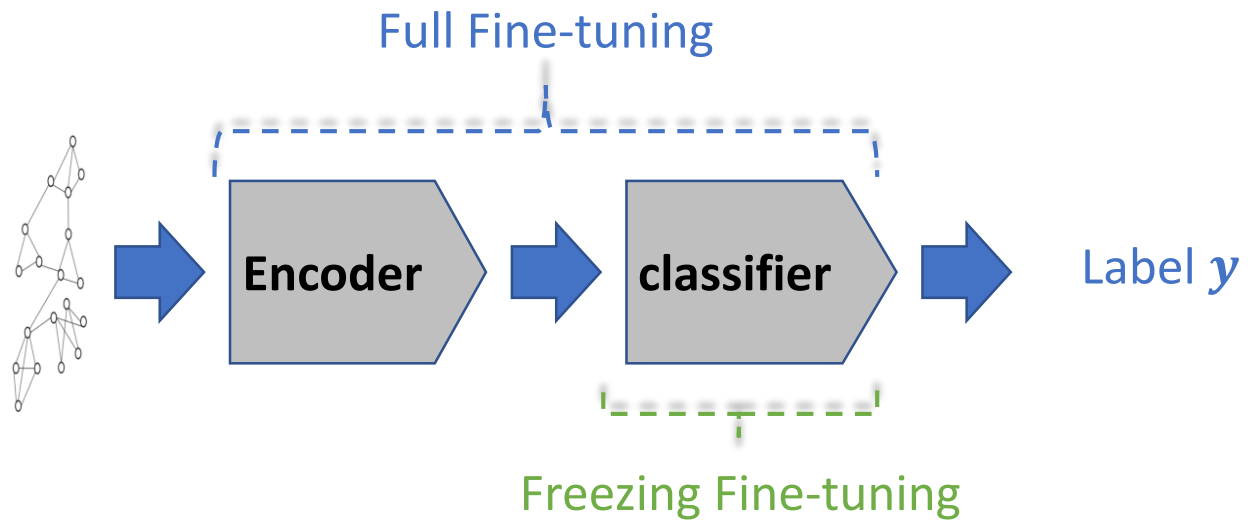 Full Fine-tuning
Encoder
classifier
Label y
Freezing Fine-tuning